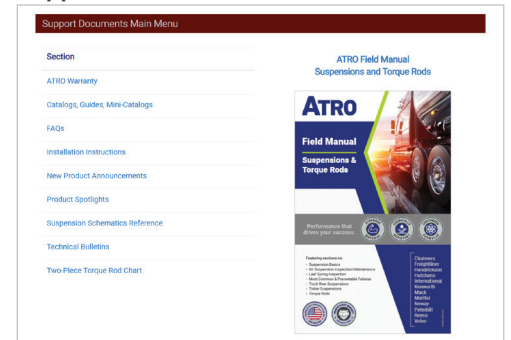 Support Documents Main Menu
Section
ATRO Warranty
Catalogs, Guides, Mini-Catalogs
FAQs
Installation Instructions
New Product Announcements
Product Spotlights
Suspension Schematics Reference
Technical Bulletins
Two-Piece Torque Rod Chart
ATRO Field Manual
Suspensions and Torque Rods
ATRO
Field Manual
Suspensions &
Torque Rods
Performance that
drives your success.
Featuring sections on:
- Suspension Basics
- Air Suspension Inspection/Maintenance
- Leaf Spring Inspection
- Most Common & Preventable Failures
- Truck Rear Suspensions
- Trailer Suspensions
- Torque Rods
Chalmers
Freightliner
Hendrickson
Hutchens
International
Kenworth
Mack
Meritor
Neway
Peterbilt
Reyco
Volvo